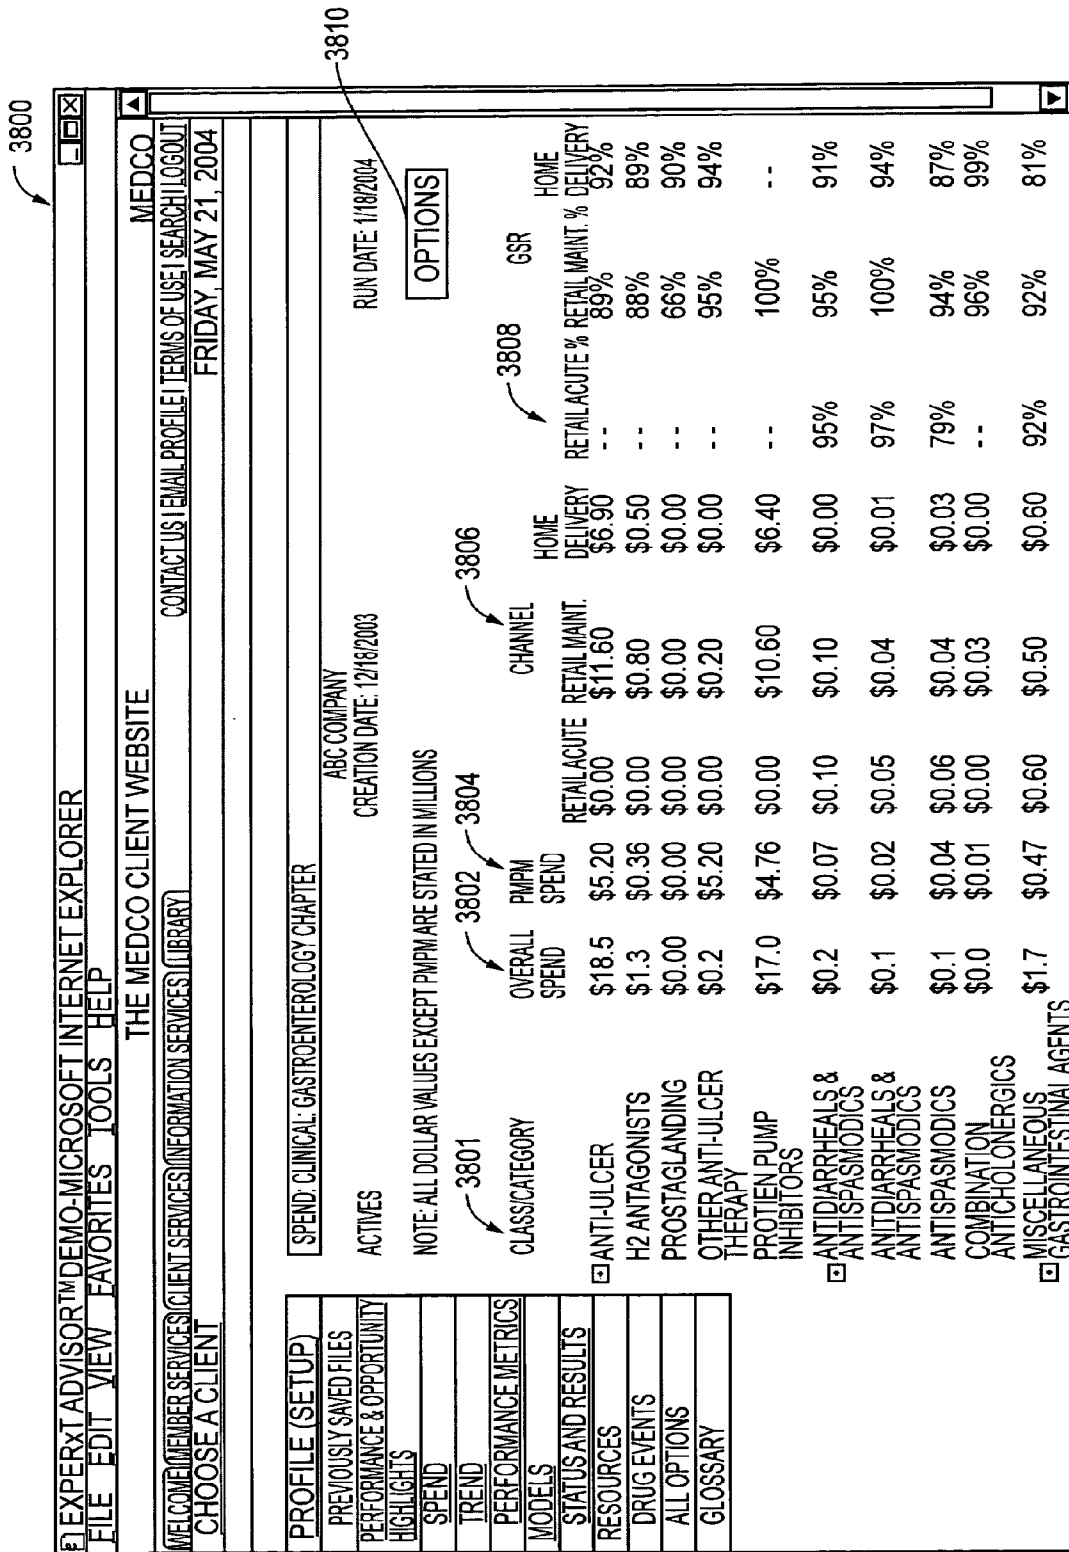 3800
EXPERxT ADVISOR™DEMO-MICROSOFT INTERNET EXPLORER
FILE EDIT VIEW FAVORITES TOOLS HELP
THE MEDCO CLIENT WEBSITE MEDCO
WELCOME MEMBER SERVICES CLIENT SERVICES INFORMATION SERVICES LIBRARY CONTACT US | EMAIL PROFILE | TERMS OF USE | SEARCH | LOGOUT
CHOOSE A CLIENT FRIDAY, MAY 21, 2004
PROFILE (SETUP)
PREVIOUSLY SAVED FILES
PERFORMANCE & OPPORTUNITY
HIGHLIGHTS
SPEND
TREND
PERFORMANCE METRICS
MODELS
STATUS AND RESULTS
RESOURCES
DRUG EVENTS
ALL OPTIONS
GLOSSARY
SPEND: CLINICAL: GASTROENTEROLOGY CHAPTER
ABC COMPANY
ACTIVES CREATION DATE: 12/18/2003 RUN DATE: 1/18/2004
NOTE: ALL DOLLAR VALUES EXCEPT PMPM ARE STATED IN MILLIONS
OPTIONS 3810
3801 3802 3804 3806 3808
CLASS/CATEGORY OVERALL SPEND PMPM SPEND CHANNEL GSR
RETAIL ACUTE RETAIL MAINT. HOME DELIVERY RETAIL ACUTE % RETAIL MAINT. % HOME DELIVERY
ANTI-ULCER $18.5 $5.20 $0.00 $11.60 $6.90 -- 89% 92%
H2 ANTAGONISTS $1.3 $0.36 $0.00 $0.80 $0.50 -- 88% 89%
PROSTAGLANDING $0.00 $0.00 $0.00 $0.00 $0.00 -- 66% 90%
OTHER ANTI-ULCER $0.2 $5.20 $0.00 $0.20 $0.00 -- 95% 94%
THERAPY
PROTIEN PUMP $17.0 $4.76 $0.00 $10.60 $6.40 -- 100% --
INHIBITORS
ANTIDIARRHEALS & $0.2 $0.07 $0.10 $0.10 $0.00 95% 95% 91%
ANTISPASMODICS
ANITDIARRHEALS & $0.1 $0.02 $0.05 $0.04 $0.01 97% 100% 94%
ANTISPASMODICS
ANTISPASMODICS $0.1 $0.04 $0.06 $0.04 $0.03 79% 94% 87%
COMBINATION $0.0 $0.01 $0.00 $0.03 $0.00 -- 96% 99%
ANTICHOLONERGICS
MISCELLANEOUS $1.7 $0.47 $0.60 $0.50 $0.60 92% 92% 81%
GASTROINTESTINAL AGENTS